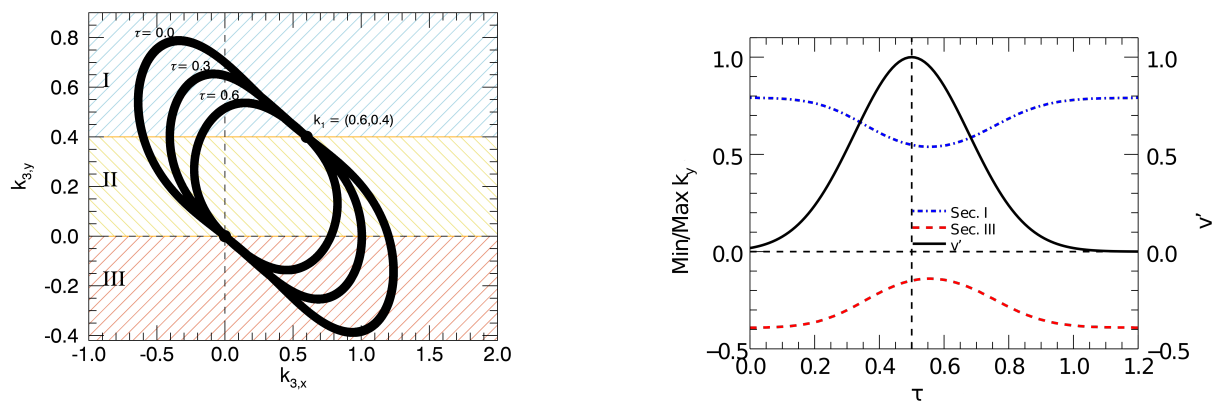 0.8
0.6
0.4
0.2
0.0
-0.2
-0.4
k3,y
I
II
III
τ= 0.0
τ= 0.3
τ= 0.6
k1 = (0.6,0.4)
-1.0 -0.5 0.0 0.5 1.0 1.5 2.0
k3,x
1.0
0.5
0.0
−0.5
Min/Max ky
Sec. I
Sec. III
v'
1.0
0.5
0.0
−0.5
v'
0.0 0.2 0.4 0.6 0.8 1.0 1.2
τ